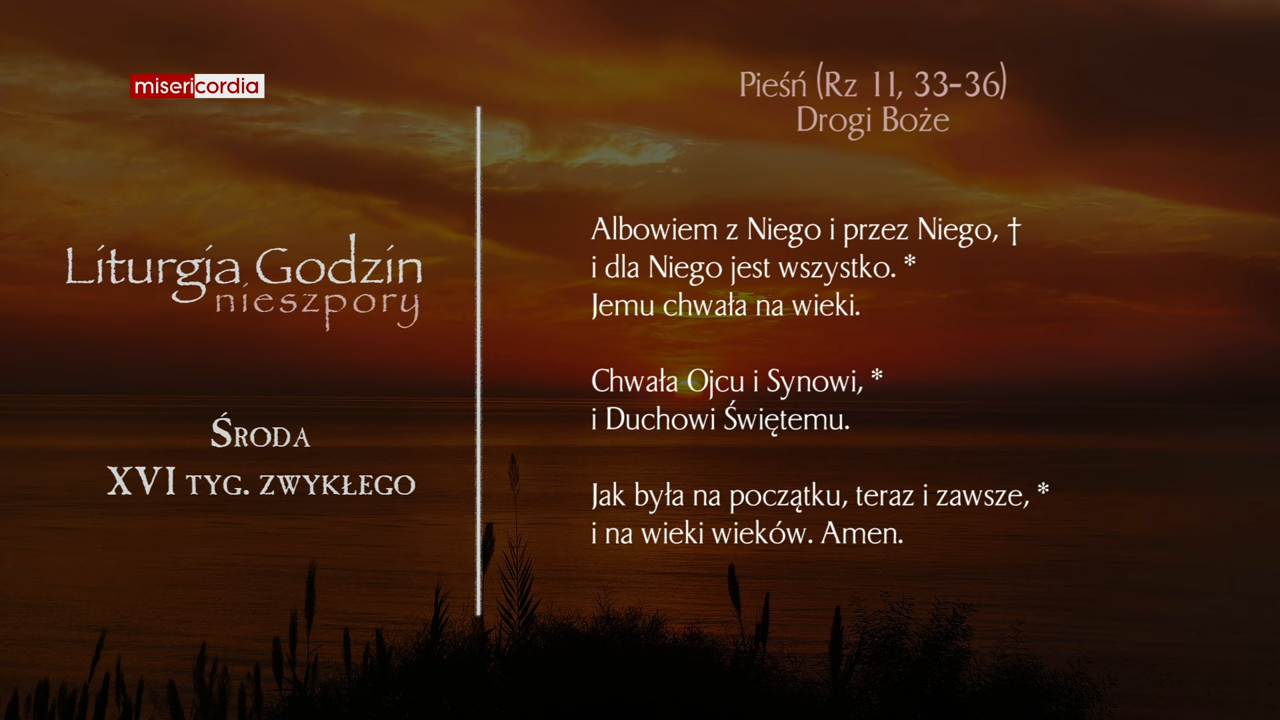 misericordia
Liturgia Godzin
nieszpory
Środa
XVI tyg. zwykłego
Pieśń (Rz 11, 33-36)
Drogi Boże
Albowiem z Niego i przez Niego, †
i dla Niego jest wszystko. *
Jemu chwała na wieki.
Chwała Ojcu i Synowi, *
i Duchowi Świętemu.
Jak była na początku, teraz i zawsze, *
i na wieki wieków. Amen.